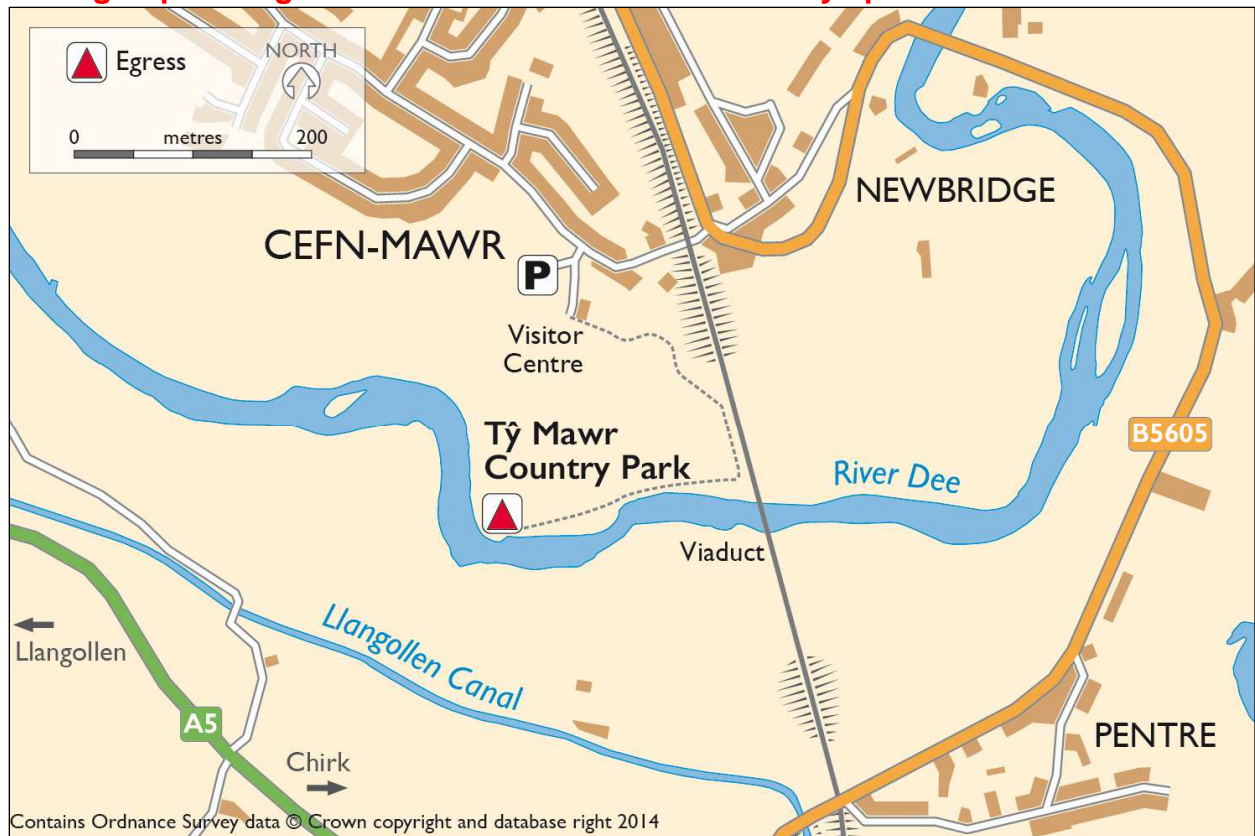 Egress
NORTH
0 metres 200
NEWBRIDGE
CEFN-MAWR
P
Visitor
Centre
Tŷ Mawr
Country Park
B5605
River Dee
Viaduct
Llangollen Canal
Llangollen
A5
Chirk
PENTRE
Contains Ordnance Survey data © Crown copyright and database right 2014